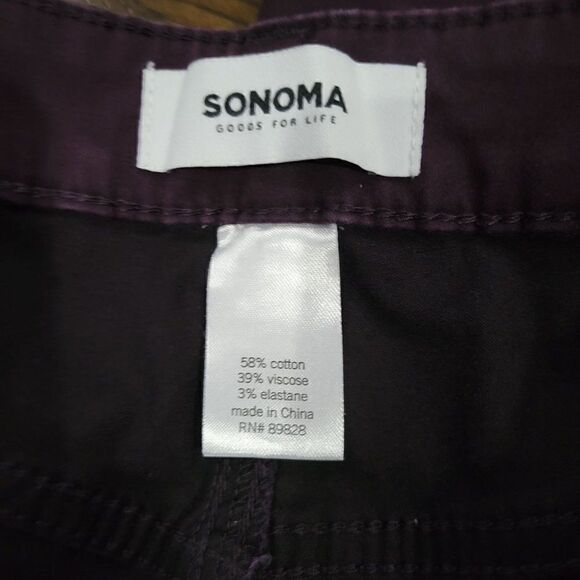 SONOMA
GOODS FOR LIFE
58% cotton
39% viscose
3% elastane
made in China
RN# 89828